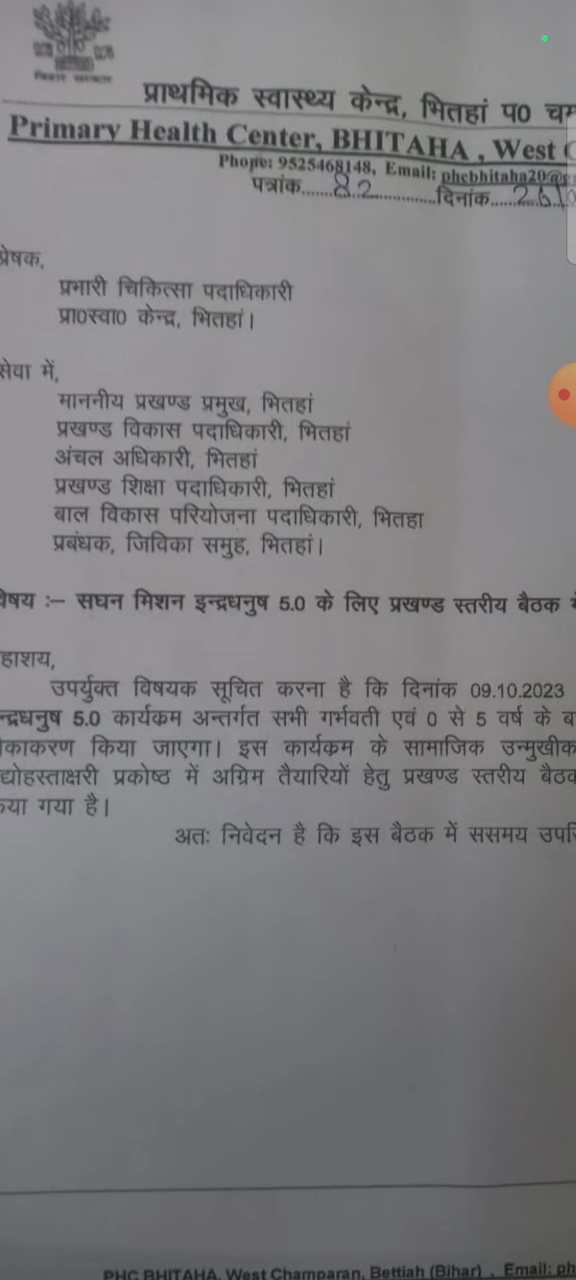 बिहार सरकार
प्राथमिक स्वास्थ्य केन्द्र, भितहां प0
Primary Health Center, BHITAHA , West
Phone: 9525468148, Email: phcbhitaha20@
पत्रांक......82................दिनांक......26/
प्रेषक,
प्रभारी चिकित्सा पदाधिकारी
प्रा0स्वा0 केन्द्र, भितहां।
सेवा में,
माननीय प्रखण्ड प्रमुख, भितहां
प्रखण्ड विकास पदाधिकारी, भितहां
अंचल अधिकारी, भितहां
प्रखण्ड शिक्षा पदाधिकारी, भितहां
बाल विकास परियोजना पदाधिकारी, भितहा
प्रबंधक, जिविका समुह, भितहां।
:– सघन मिशन इन्द्रधनुष 5.0 के लिए प्रखण्ड स्तरीय बैठक
हाशय,
उपर्युक्त विषयक सूचित करना है कि दिनांक 09.10.2023
न्द्रधनुष 5.0 कार्यक्रम अन्तर्गत सभी गर्भवती एवं 0 से 5 वर्ष के
काकरण किया जाएगा। इस कार्यक्रम के सामाजिक उन्मुखीक
द्योहस्ताक्षरी प्रकोष्ठ में अग्रिम तैयारियों हेतु प्रखण्ड स्तरीय बैठक
या गया है।
अतः निवेदन है कि इस बैठक में ससमय
PHC BHITAHA, West Champaran, Bettiah (Bihar) , Email: ph